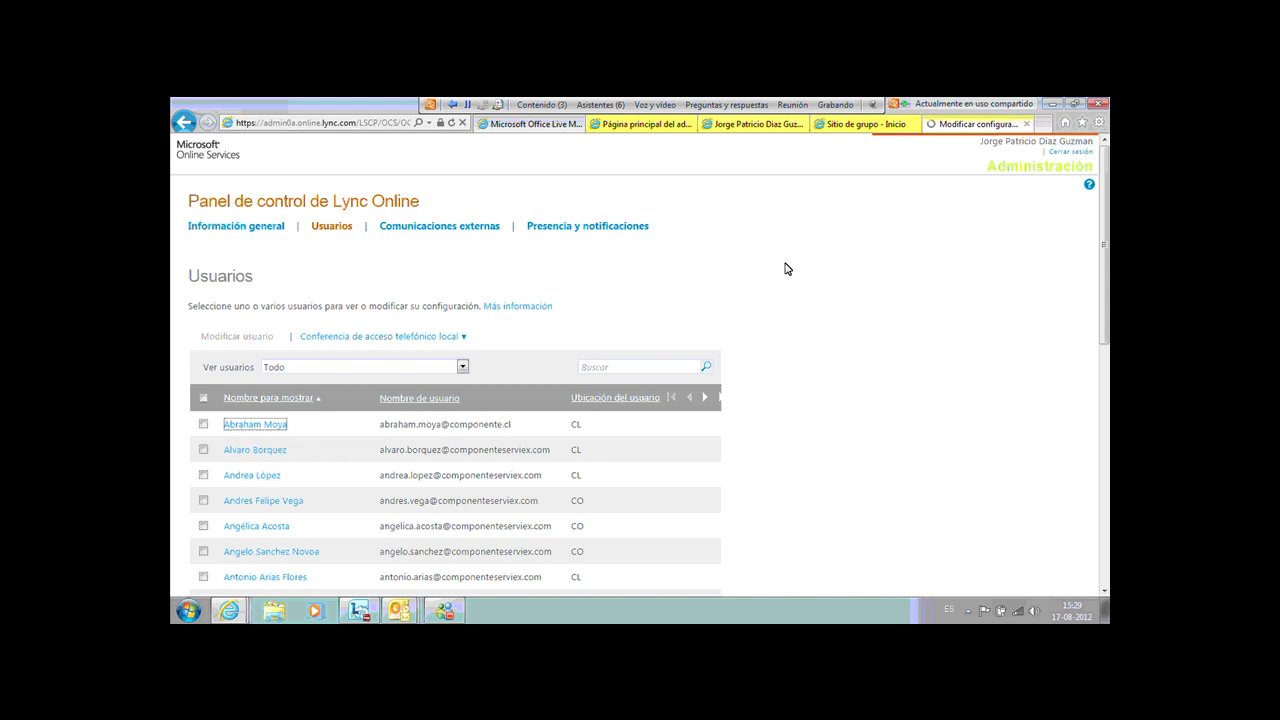 Contenido (3) Asistentes (6) Voz y vídeo Preguntas y respuestas Reunión Grabando Actualmente en uso compartido
https://admin0a.online.lync.com/LSCP/OCS/OC Microsoft Office Live M... Página principal del ad... Jorge Patricio Diaz Guz... Sitio de grupo - Inicio Modificar configura...
Microsoft
Online Services
Jorge Patricio Diaz Guzman
| Cerrar sesión
Administración
Panel de control de Lync Online
Información general | Usuarios | Comunicaciones externas | Presencia y notificaciones
Usuarios
Seleccione uno o varios usuarios para ver o modificar su configuración. Más información
Modificar usuario | Conferencia de acceso telefónico local
Ver usuarios Todo Buscar
Nombre para mostrar Nombre de usuario Ubicación del usuario
Abraham Moya abraham.moya@componente.cl CL
Alvaro Borquez alvaro.borquez@componenteserviex.com CL
Andrea López andrea.lopez@componenteserviex.com CL
Andres Felipe Vega andres.vega@componenteserviex.com CO
Angélica Acosta angelica.acosta@componenteserviex.com CO
Angelo Sanchez Novoa angelo.sanchez@componenteserviex.com CO
Antonio Arias Flores antonio.arias@componenteserviex.com CL
ES 15:29
17-08-2012